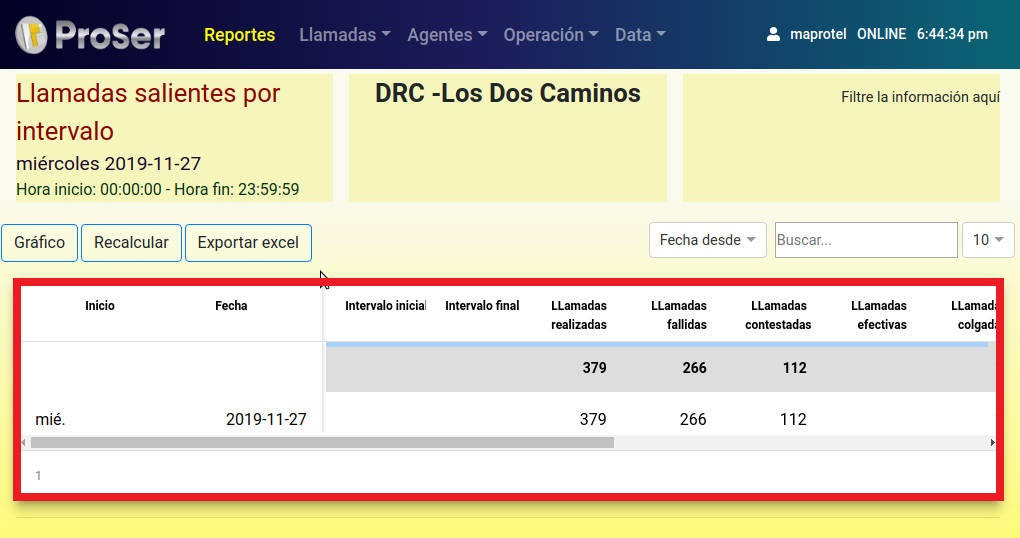 ProSer Reportes Llamadas Agentes Operación Data maprotel ONLINE 6:44:34 pm
Llamadas salientes por
intervalo
miércoles 2019-11-27
Hora inicio: 00:00:00 - Hora fin: 23:59:59
DRC -Los Dos Caminos
Filtre la información aquí
Gráfico Recalcular Exportar excel Fecha desde Buscar... 10
Inicio Fecha Intervalo inicial Intervalo final LLamadas LLamadas LLamadas LLamadas LLamada
realizadas fallidas contestadas efectivas colgada
379 266 112
mié. 2019-11-27 379 266 112
1